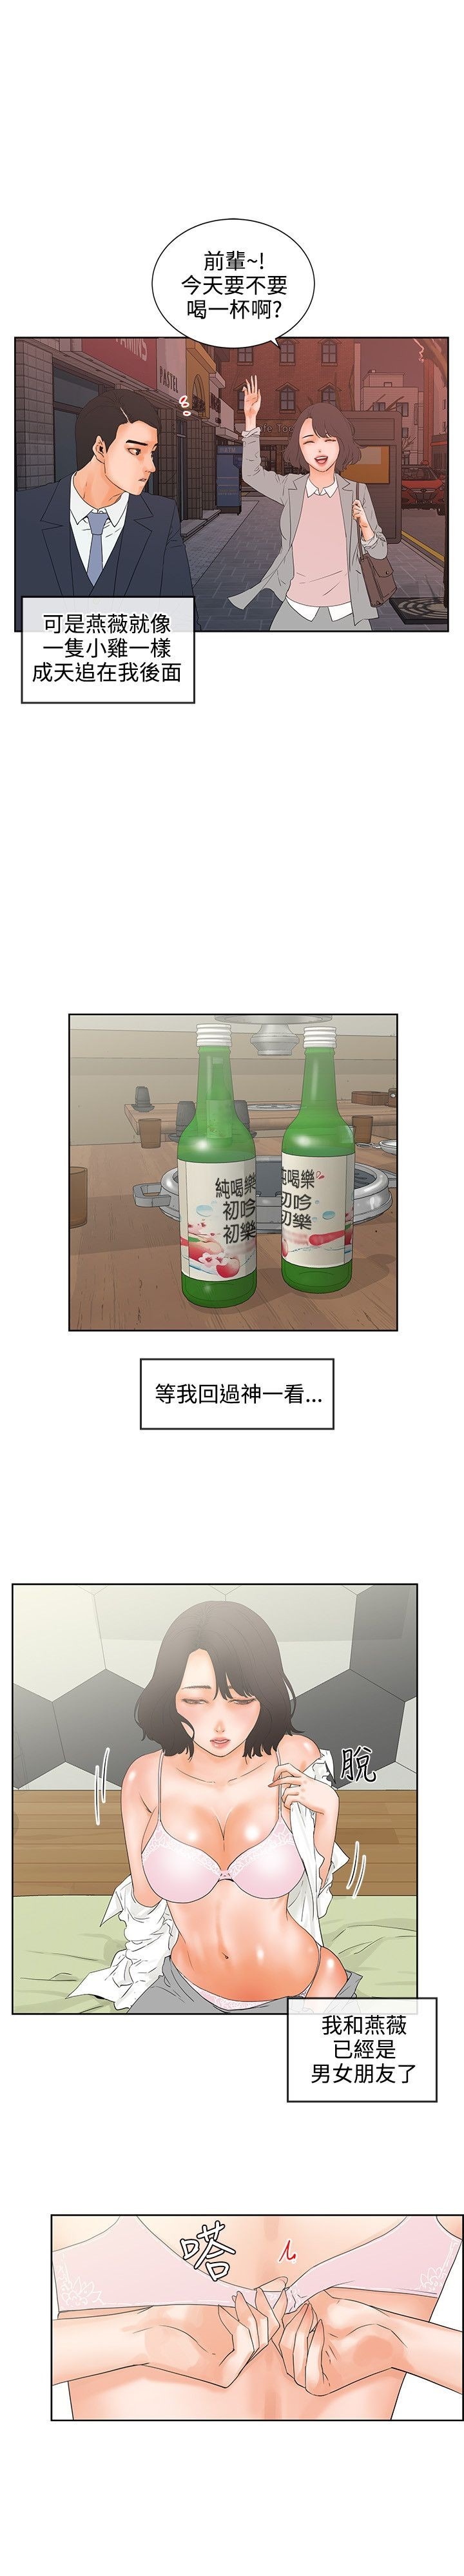 前輩~!
今天要不要
喝一杯啊?
PASTEL
可是燕薇就像
一隻小雞一樣
成天追在我後面
純喝樂
初吟
初樂
純喝樂
初吟
初樂
等我回過神一看...
脫
我和燕薇
已經是
男女朋友了
嗒